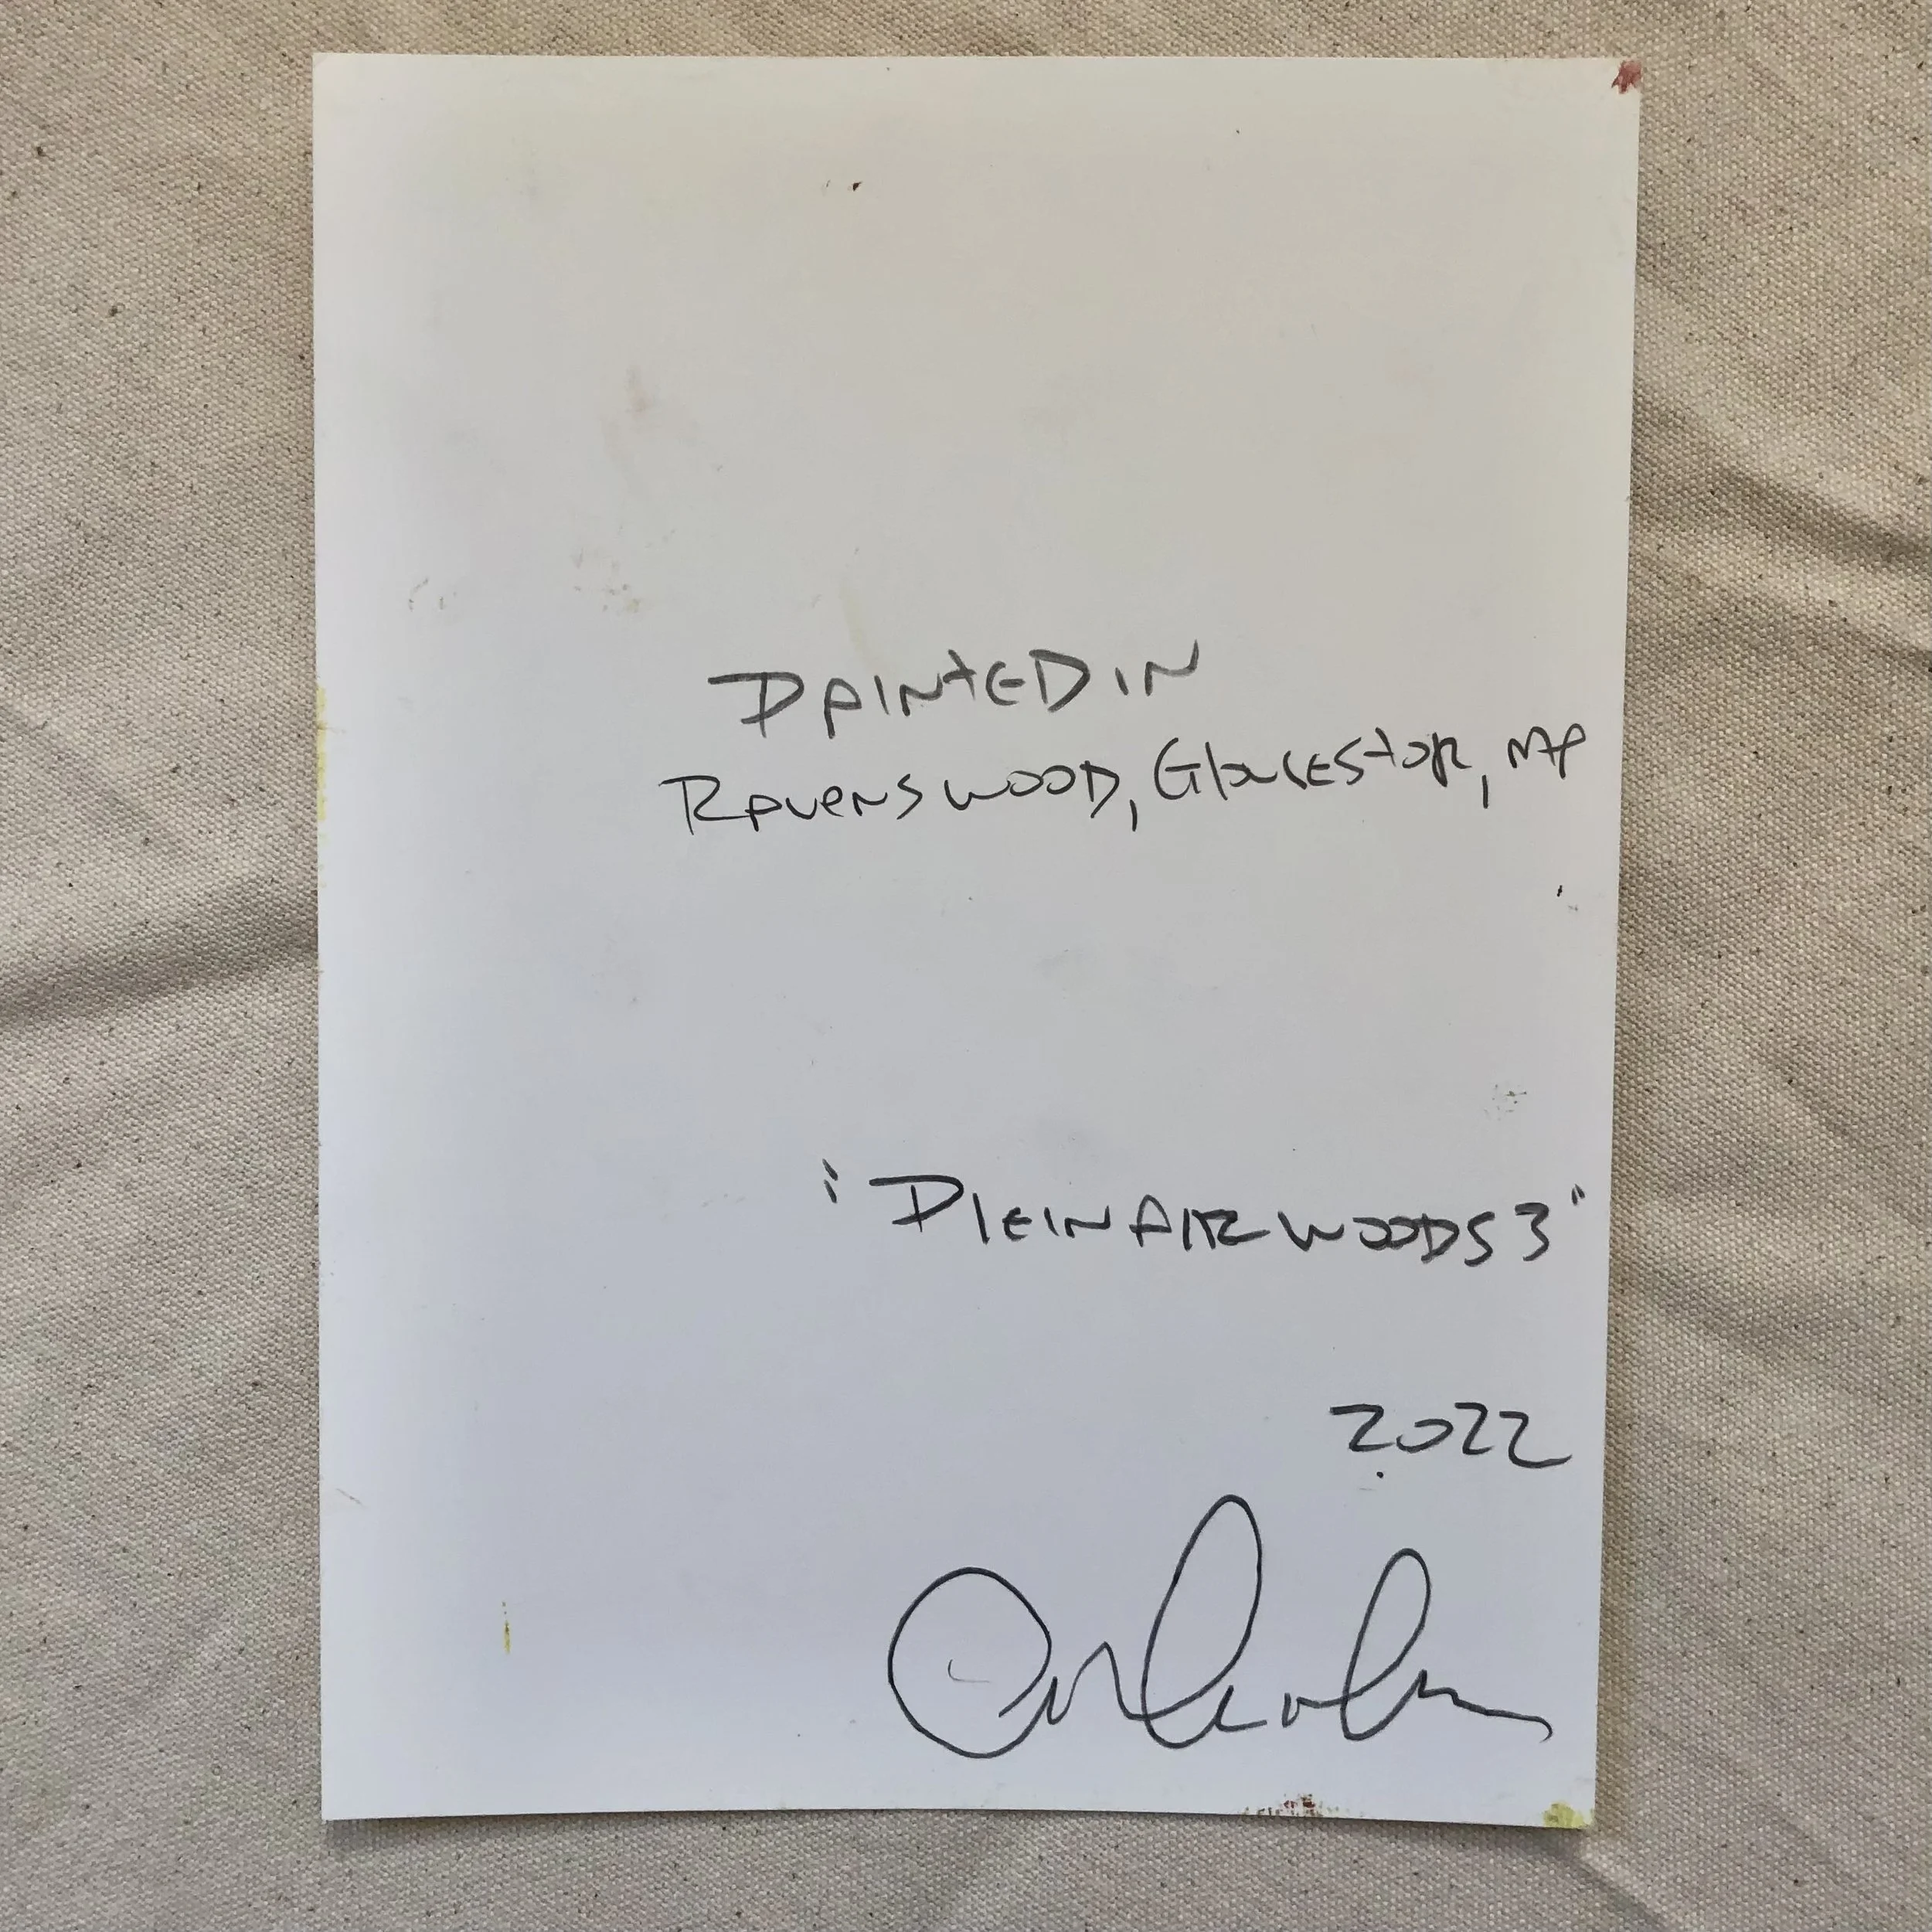 PAINTED IN
RAVENSWOOD, GloucEStOR, MA
"PlEIN AIR WOODS 3"
2022